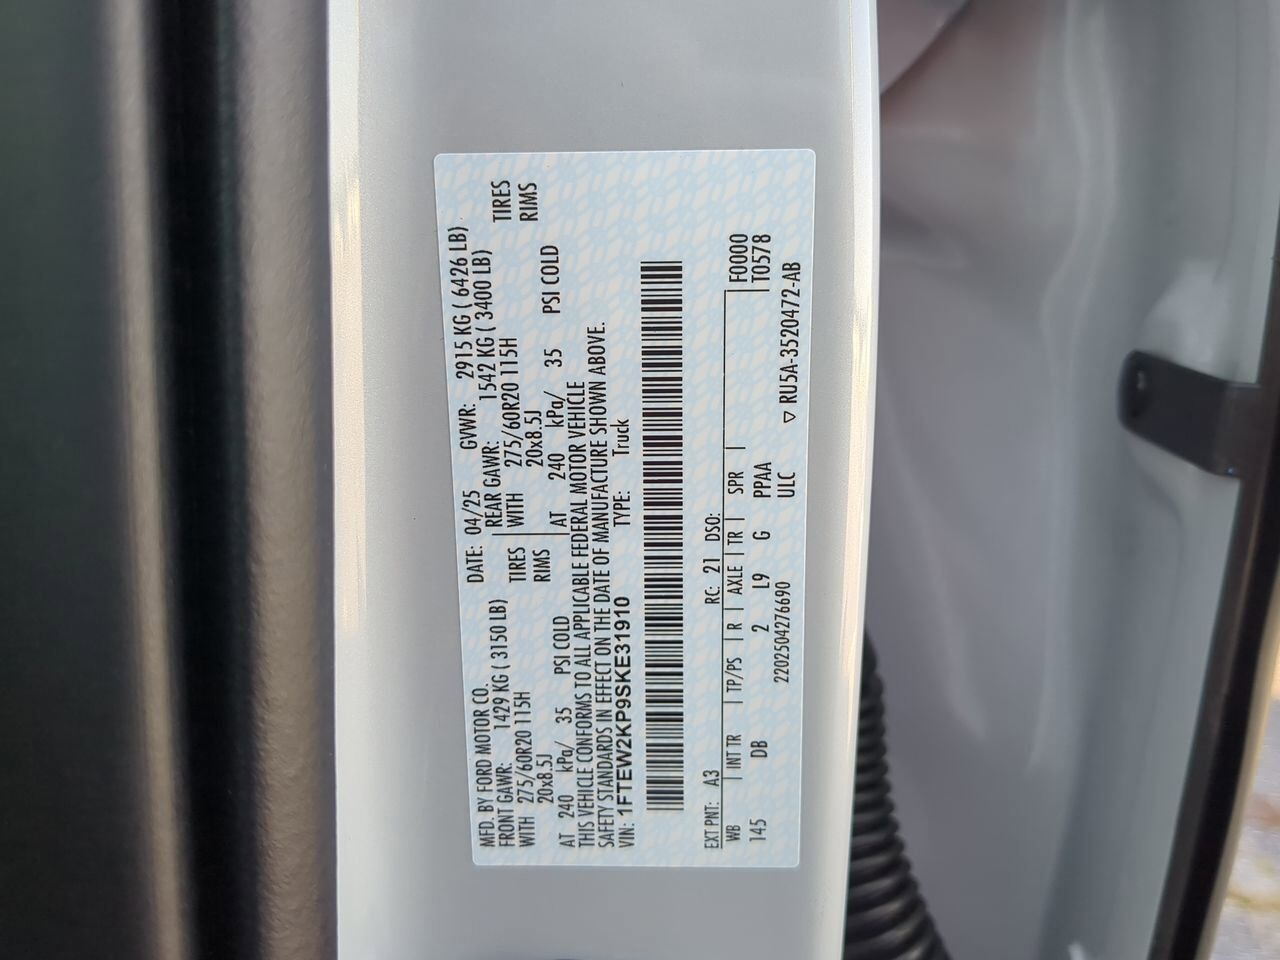 MFD. BY FORD MOTOR CO. DATE: 04/25 GVWR: 2915 KG ( 6426 LB)
FRONT GAWR: 1429 KG ( 3150 LB) REAR GAWR: 1542 KG ( 3400 LB)
WITH 275/60R20 115H TIRES WITH 275/60R20 115H TIRES
20x8.5J RIMS 20x8.5J RIMS
AT 240 kPa/ 35 PSI COLD AT 240 kPa/ 35 PSI COLD
THIS VEHICLE CONFORMS TO ALL APPLICABLE FEDERAL MOTOR VEHICLE
SAFETY STANDARDS IN EFFECT ON THE DATE OF MANUFACTURE SHOWN ABOVE.
VIN: 1FTEW2KP9SKE31910 TYPE: Truck
EXT PNT: A3 RC: 21 DSO:
WB INT TR TP/PS R AXLE TR SPR F0000
145 DB 2 L9 G PPAA T0578
2202504276690 ULC ▽ RU5A-3520472-AB